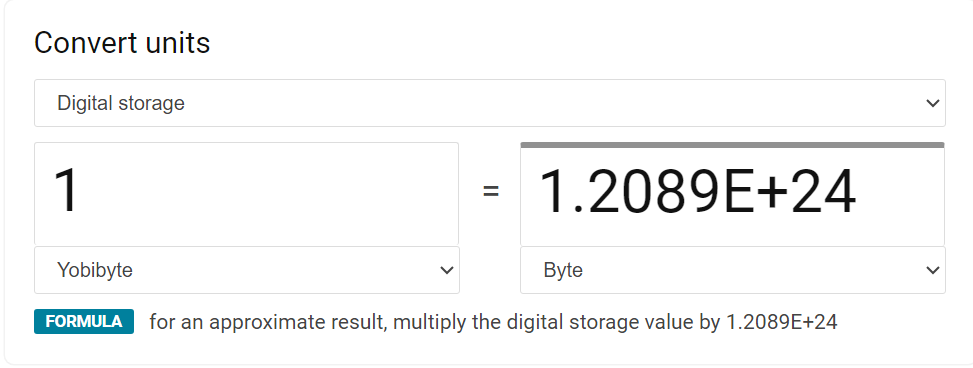 Convert units
Digital storage
1 = 1.2089E+24
Yobibyte Byte
FORMULA for an approximate result, multiply the digital storage value by 1.2089E+24